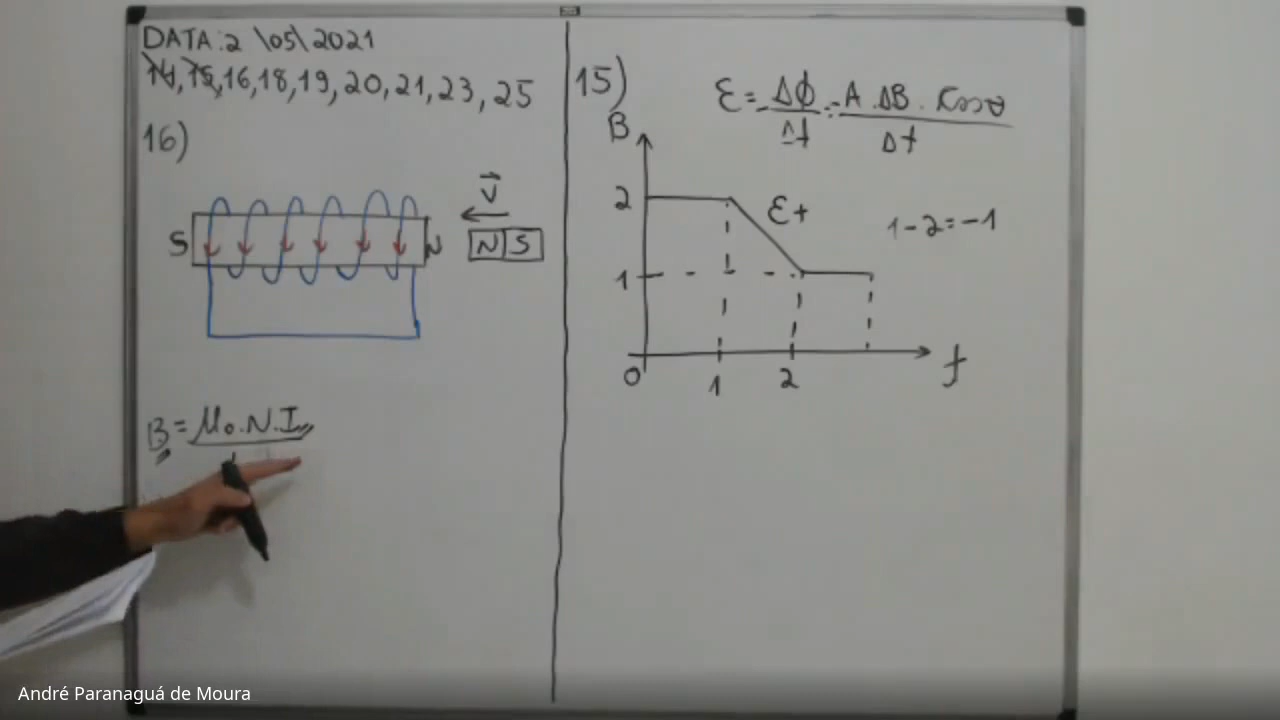 DATA: 2 \05\2021
14, 15, 16, 18, 19, 20, 21, 23, 25
16)
V
S N
N S
B = μ₀.N.I
15)
ε = -Δϕ/Δt = -A.ΔB.cosθ/Δt
B
2
ε+
1-2=-1
1
0 1 2 t
André Paranaguá de Moura